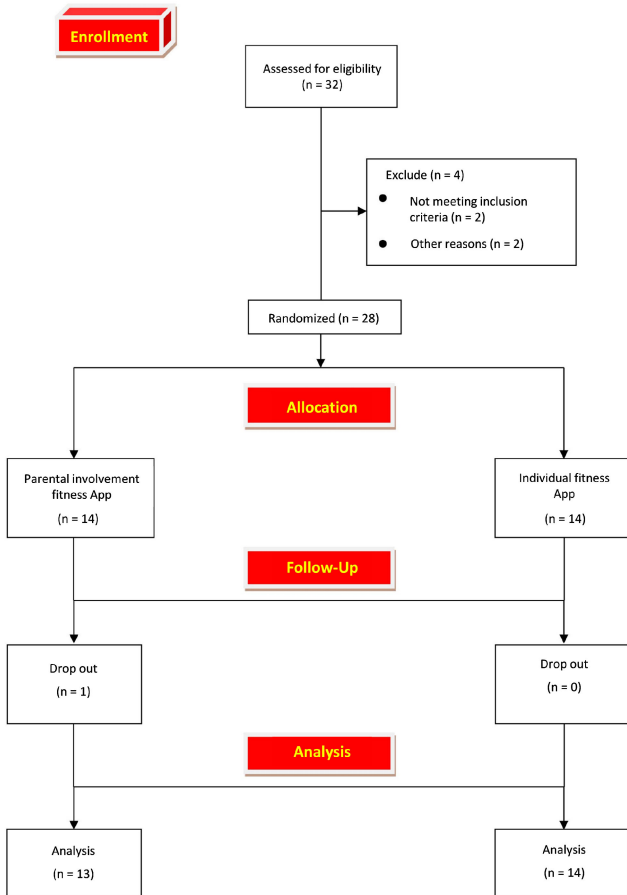 Enrollment
Assessed for eligibility
(n = 32)
Exclude (n = 4)
● Not meeting inclusion
criteria (n = 2)
● Other reasons (n = 2)
Randomized (n = 28)
Allocation
Parental involvement
fitness App
(n = 14)
Individual fitness
App
(n = 14)
Follow-Up
Drop out
(n = 1)
Drop out
(n = 0)
Analysis
Analysis
(n = 13)
Analysis
(n = 14)